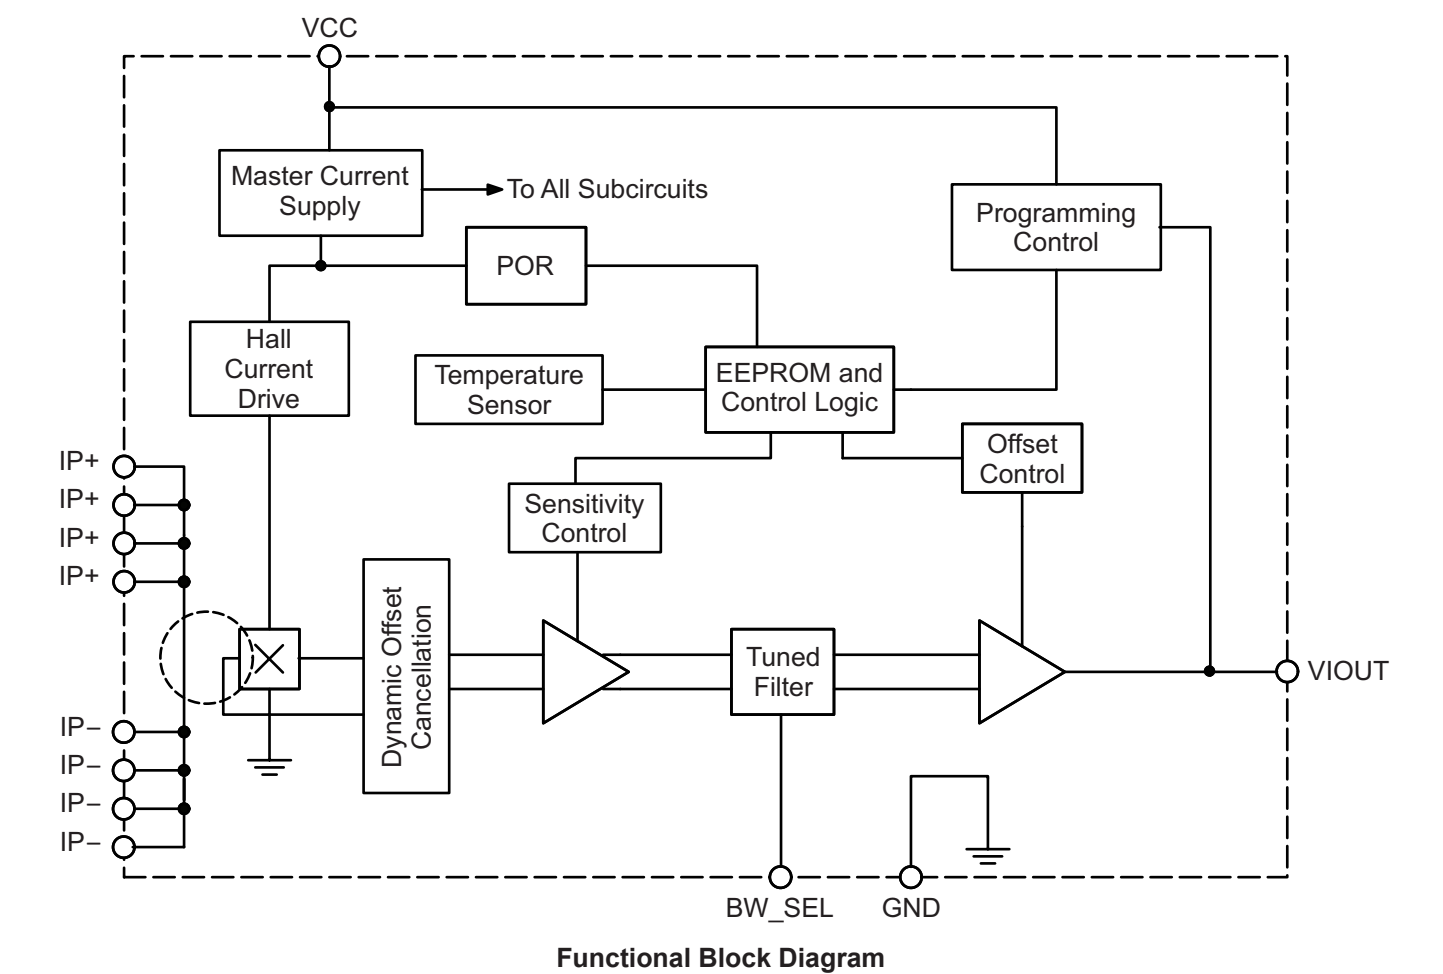 VCC
Master Current
Supply
To All Subcircuits
Programming
Control
POR
Hall
Current
Drive
Temperature
Sensor
EEPROM and
Control Logic
Offset
Control
Sensitivity
Control
IP+
IP+
IP+
IP+
Dynamic Offset
Cancellation
Tuned
Filter
VIOUT
IP–
IP–
IP–
IP–
BW_SEL
GND
Functional Block Diagram